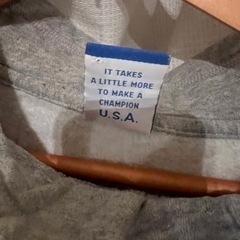 IT TAKES
A LITTLE MORE
TO MAKE A
CHAMPION
U.S.A.